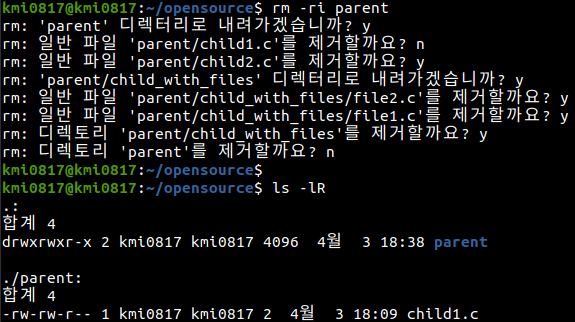 kmi0817@kmi0817:~/opensource$ rm -ri parent
rm: 'parent' 디렉터리로 내려가겠습니까? y
rm: 일반 파일 'parent/child1.c'를 제거할까요? n
rm: 일반 파일 'parent/child2.c'를 제거할까요? y
rm: 'parent/child_with_files' 디렉터리로 내려가겠습니까? y
rm: 일반 파일 'parent/child_with_files/file2.c'를 제거할까요? y
rm: 일반 파일 'parent/child_with_files/file1.c'를 제거할까요? y
rm: 디렉토리 'parent/child_with_files'를 제거할까요? y
rm: 디렉토리 'parent'를 제거할까요? n
kmi0817@kmi0817:~/opensource$
kmi0817@kmi0817:~/opensource$ ls -lR
.:
합계 4
drwxrwxr-x 2 kmi0817 kmi0817 4096  4월  3 18:38 parent

./parent:
합계 4
-rw-rw-r-- 1 kmi0817 kmi0817 2  4월  3 18:09 child1.c